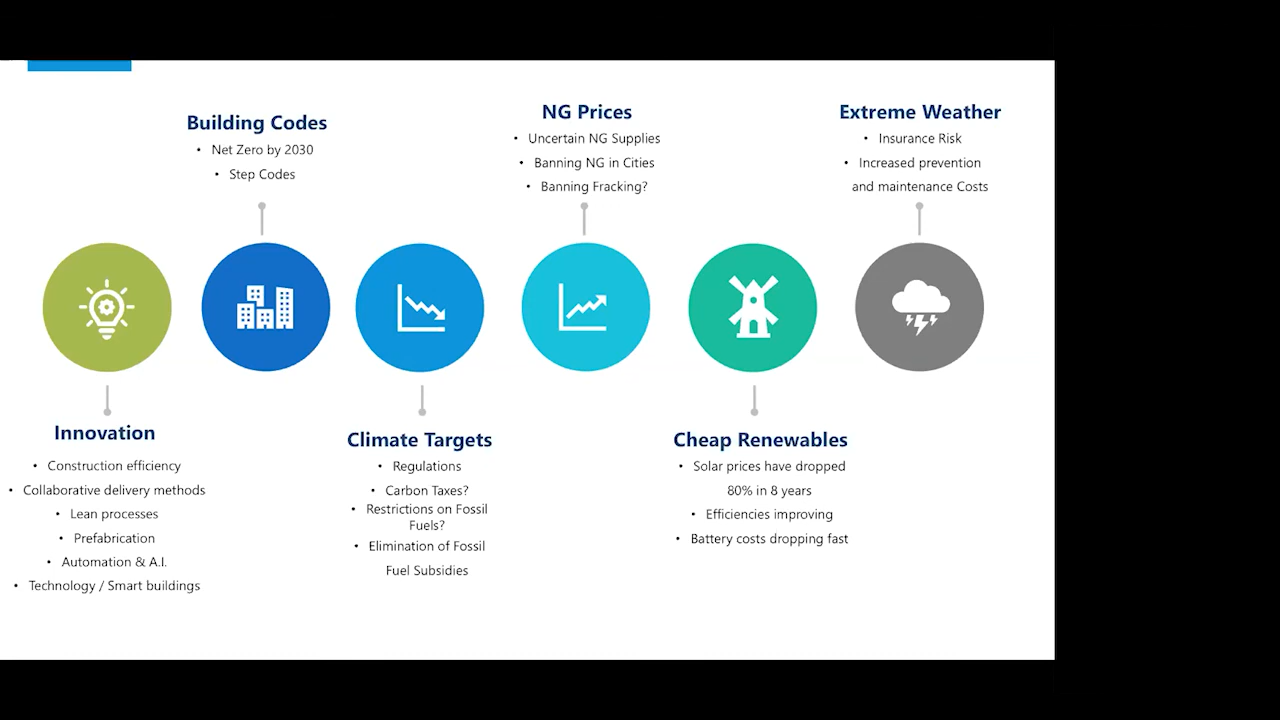 Building Codes
• Net Zero by 2030
• Step Codes
NG Prices
• Uncertain NG Supplies
• Banning NG in Cities
• Banning Fracking?
Extreme Weather
• Insurance Risk
• Increased prevention
and maintenance Costs
Innovation
• Construction efficiency
• Collaborative delivery methods
• Lean processes
• Prefabrication
• Automation & A.I.
• Technology / Smart buildings
Climate Targets
• Regulations
• Carbon Taxes?
• Restrictions on Fossil
Fuels?
• Elimination of Fossil
Fuel Subsidies
Cheap Renewables
• Solar prices have dropped
80% in 8 years
• Efficiencies improving
• Battery costs dropping fast